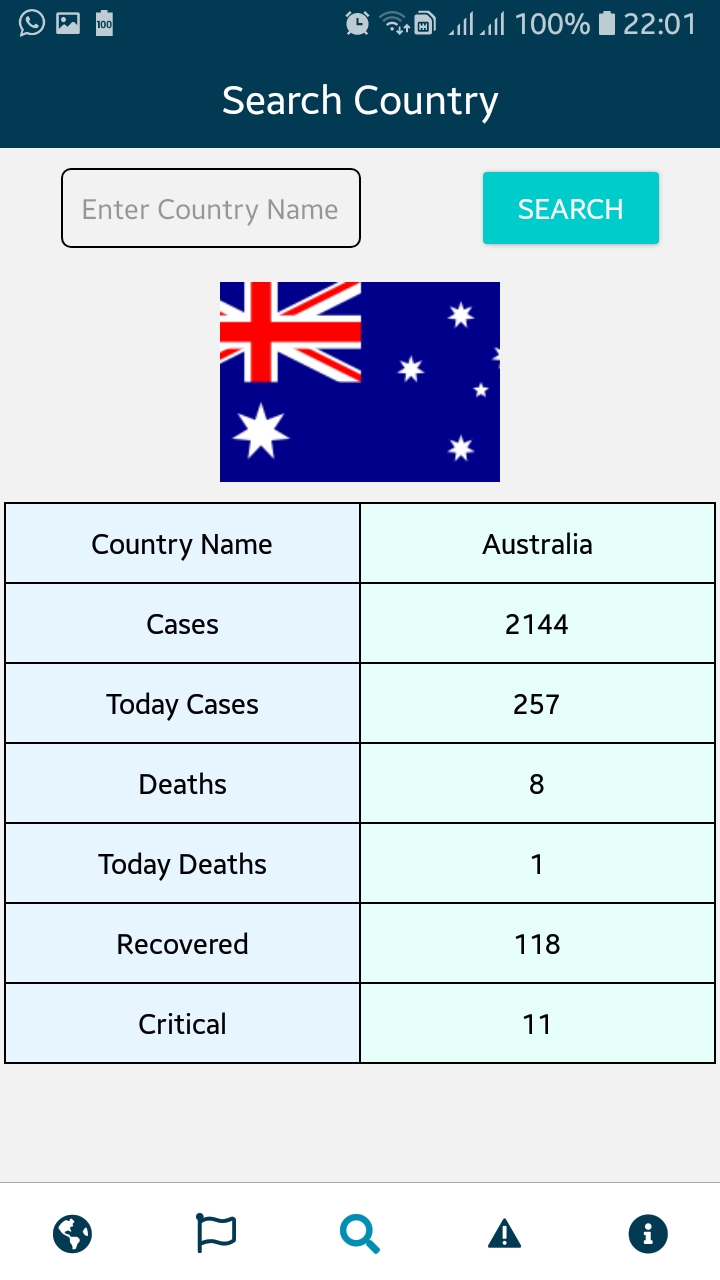 100 100% 22:01
Search Country
Enter Country Name SEARCH
Country Name Australia
Cases 2144
Today Cases 257
Deaths 8
Today Deaths 1
Recovered 118
Critical 11